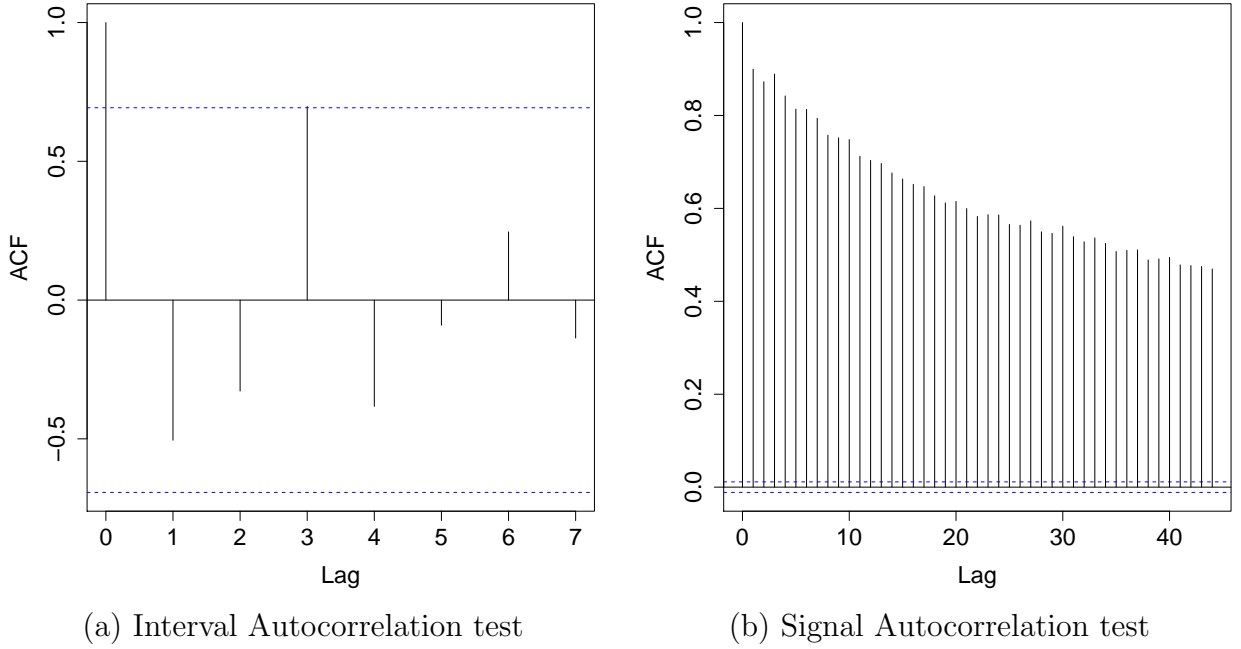 1.0
0.5
0.0
−0.5
ACF
0 1 2 3 4 5 6 7
Lag
(a) Interval Autocorrelation test
1.0
0.8
0.6
0.4
0.2
0.0
ACF
0 10 20 30 40
Lag
(b) Signal Autocorrelation test